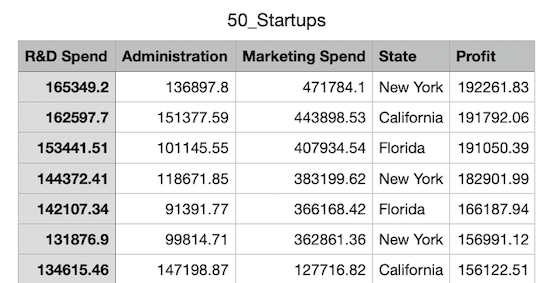 50_Startups
R&D Spend Administration Marketing Spend State Profit
165349.2 136897.8 471784.1 New York 192261.83
162597.7 151377.59 443898.53 California 191792.06
153441.51 101145.55 407934.54 Florida 191050.39
144372.41 118671.85 383199.62 New York 182901.99
142107.34 91391.77 366168.42 Florida 166187.94
131876.9 99814.71 362861.36 New York 156991.12
134615.46 147198.87 127716.82 California 156122.51